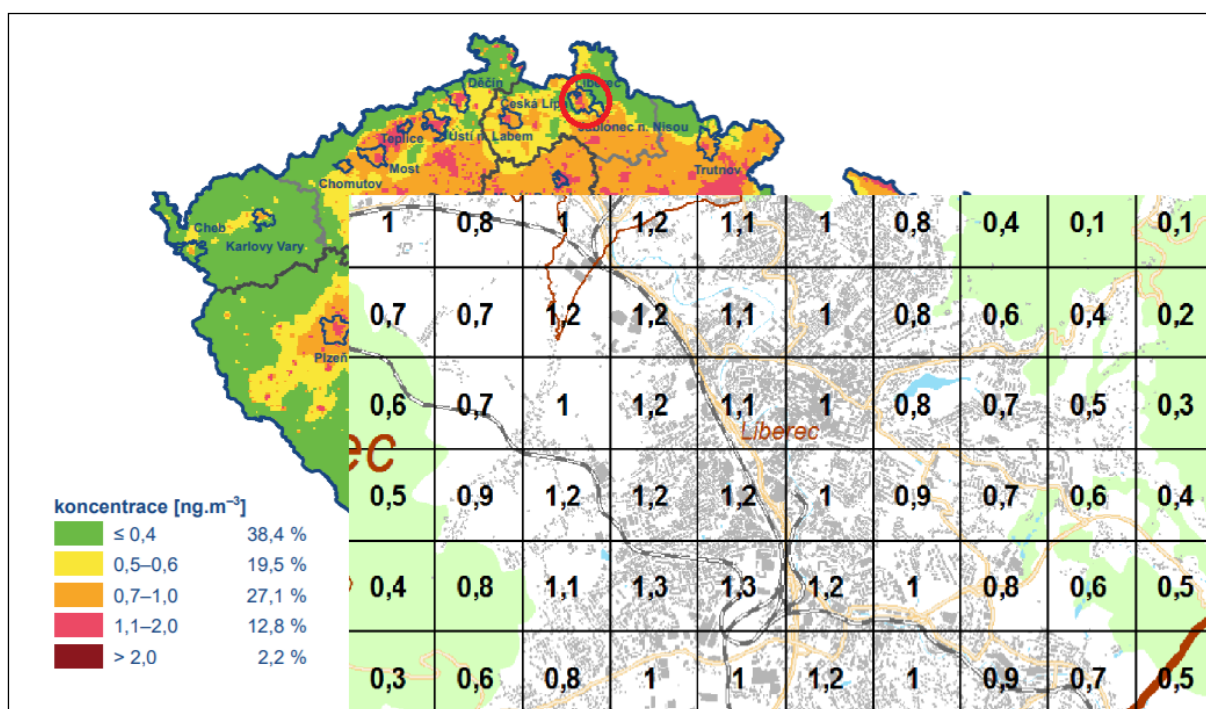 Děčín
Liberec
Česká Lípa
Jablonec n. Nisou
Teplice
Ústí n. Labem
Most
Trutnov
Chomutov
Cheb
Karlovy Vary
Plzeň
1 0,8 1 1,2 1,1 1 0,8 0,4 0,1 0,1
0,7 0,7 1,2 1,2 1,1 1 0,8 0,6 0,4 0,2
0,6 0,7 1 1,2 1,1 1 0,8 0,7 0,5 0,3
Liberec
ec
0,5 0,9 1,2 1,2 1,2 1 0,9 0,7 0,6 0,4
0,4 0,8 1,1 1,3 1,3 1,2 1 0,8 0,6 0,5
0,3 0,6 0,8 1 1 1,2 1 0,9 0,7 0,5
koncentrace [ng.m⁻³]
≤ 0,4 38,4 %
0,5–0,6 19,5 %
0,7–1,0 27,1 %
1,1–2,0 12,8 %
> 2,0 2,2 %